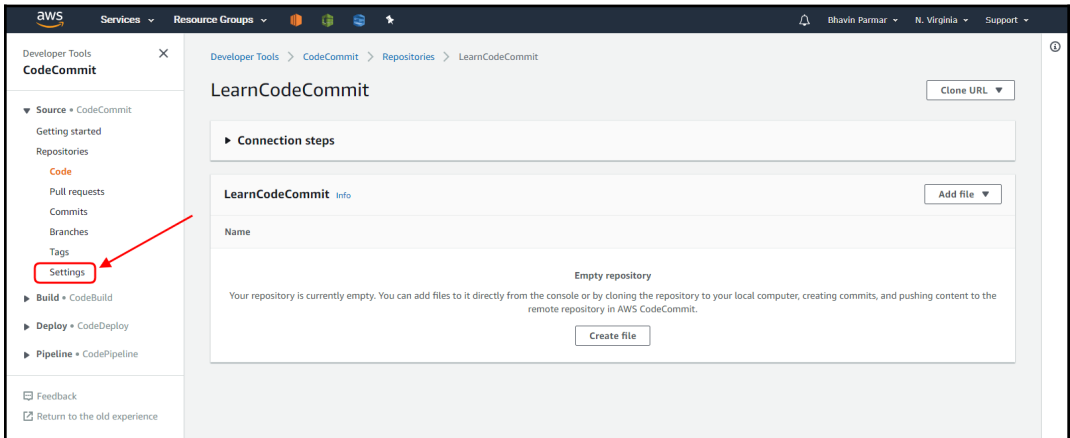 aws Services Resource Groups Bhavin Parmar N. Virginia Support
Developer Tools
CodeCommit
Source • CodeCommit
Getting started
Repositories
Code
Pull requests
Commits
Branches
Tags
Settings
Build • CodeBuild
Deploy • CodeDeploy
Pipeline • CodePipeline
Feedback
Return to the old experience
Developer Tools > CodeCommit > Repositories > LearnCodeCommit
LearnCodeCommit
Clone URL
Connection steps
LearnCodeCommit Info
Add file
Name
Empty repository
Your repository is currently empty. You can add files to it directly from the console or by cloning the repository to your local computer, creating commits, and pushing content to the
remote repository in AWS CodeCommit.
Create file